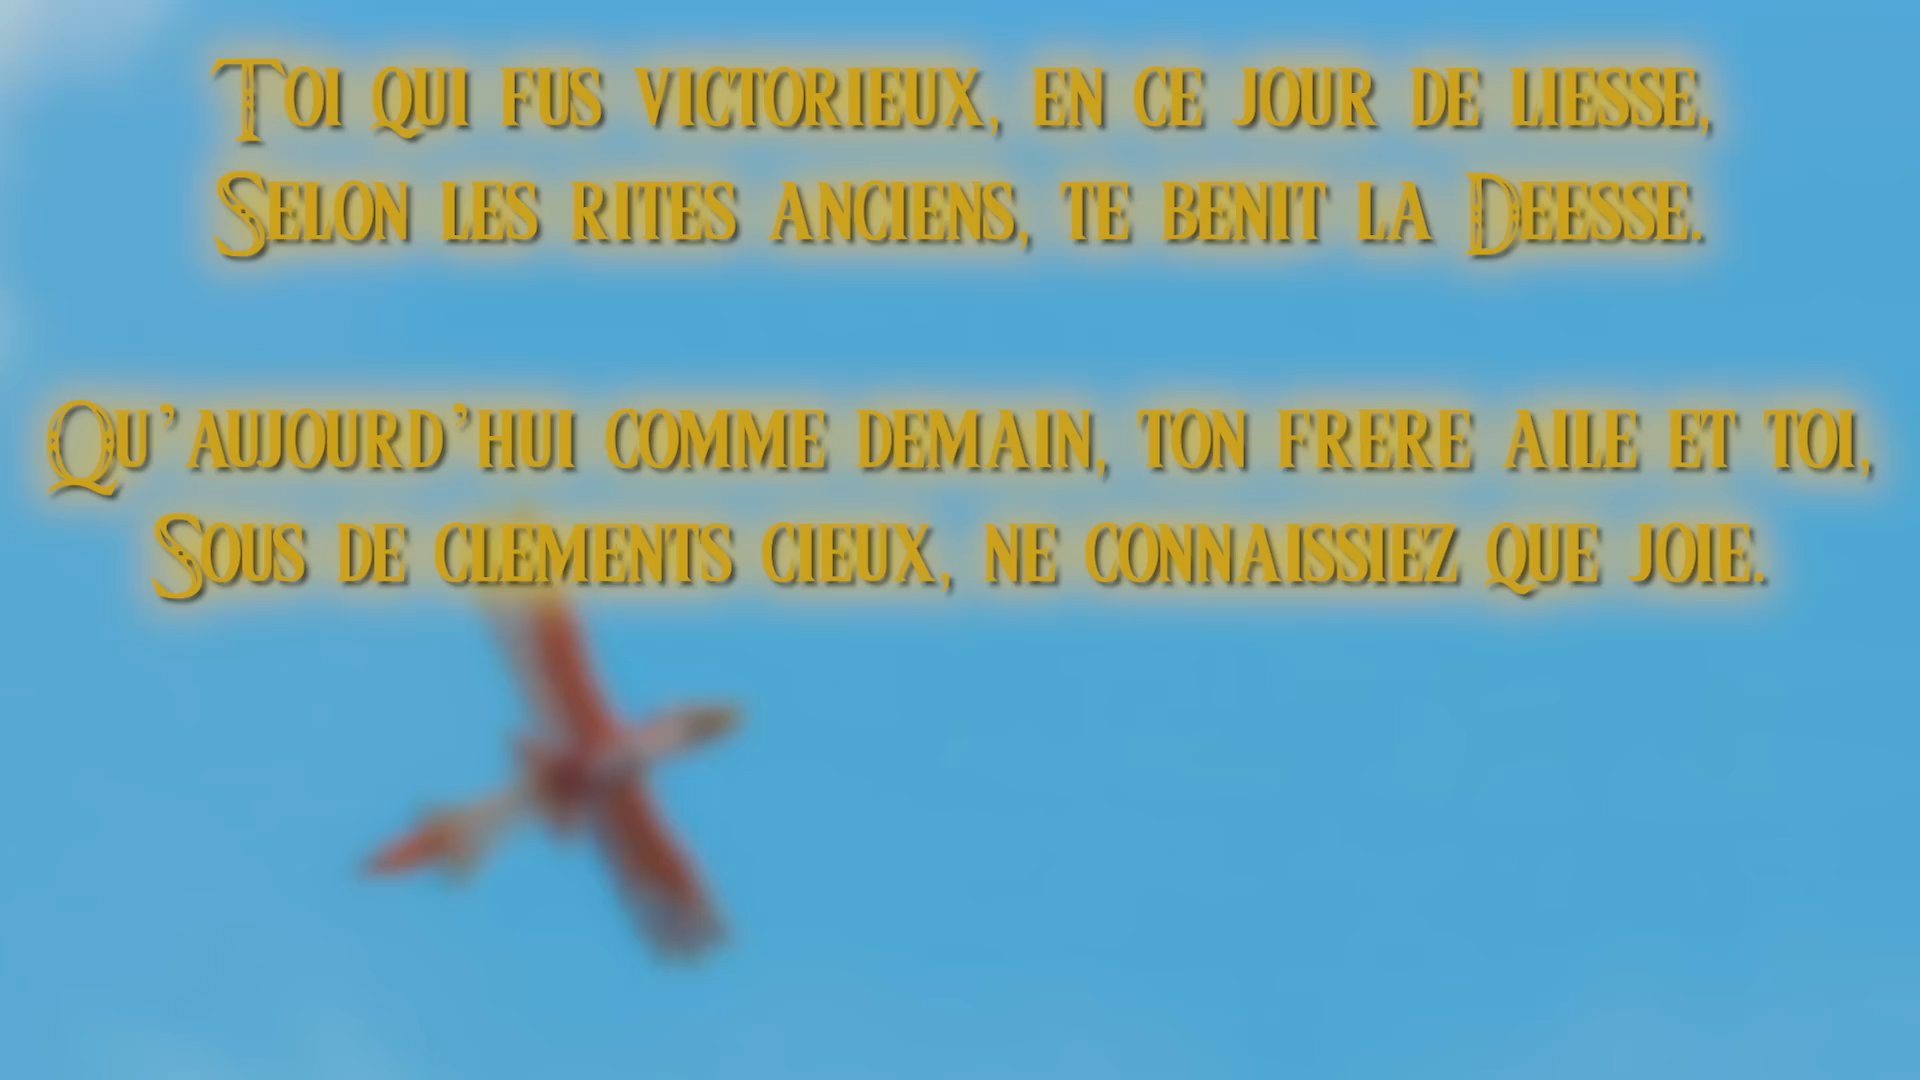 Toi qui fus victorieux, en ce jour de liesse,
Selon les rites anciens, te benit la Deesse.
Qu'aujourd'hui comme demain, ton frere aile et toi,
Sous de clements cieux, ne connaissiez que joie.